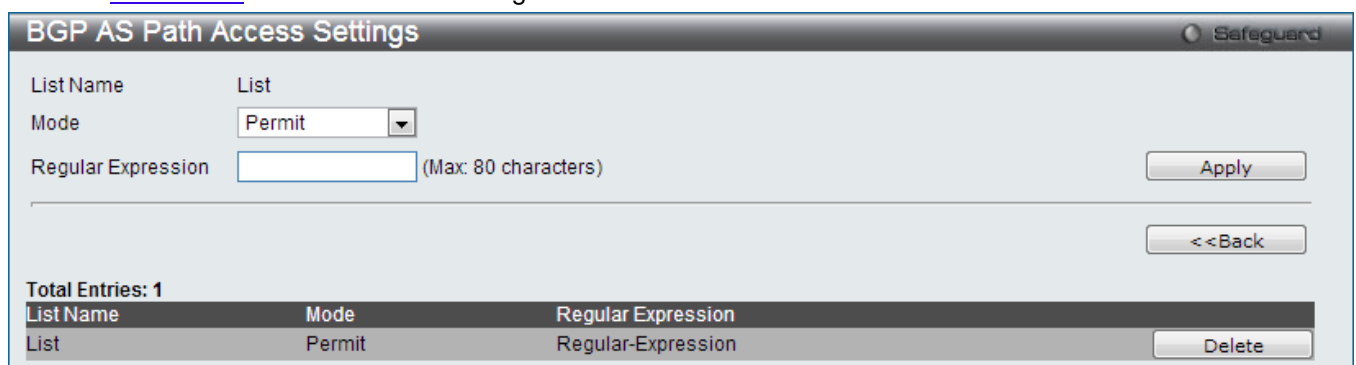 BGP AS Path Access Settings
Safeguard
List Name List
Mode Permit
Regular Expression (Max: 80 characters)
Apply
<<Back
Total Entries: 1
List Name Mode Regular Expression
List Permit Regular-Expression Delete